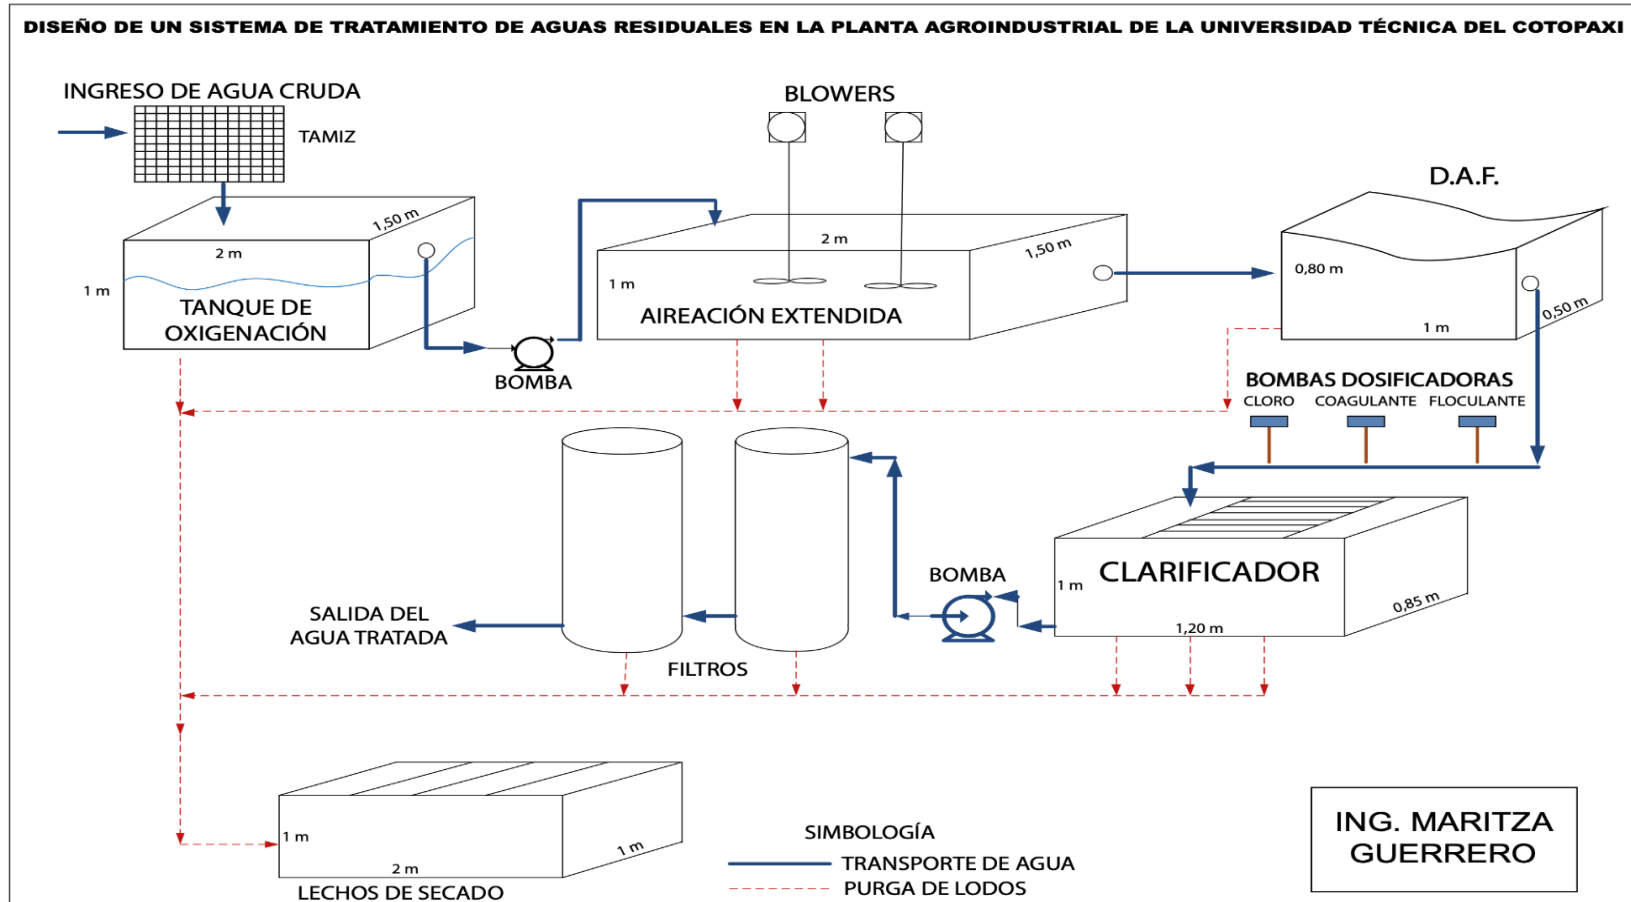 DISEÑO DE UN SISTEMA DE TRATAMIENTO DE AGUAS RESIDUALES EN LA PLANTA AGROINDUSTRIAL DE LA UNIVERSIDAD TÉCNICA DEL COTOPAXI
INGRESO DE AGUA CRUDA
TAMIZ
1,50 m
2 m
1 m
TANQUE DE
OXIGENACIÓN
BOMBA
BLOWERS
2 m
1,50 m
1 m
AIREACIÓN EXTENDIDA
D.A.F.
0,80 m
0,50 m
1 m
BOMBAS DOSIFICADORAS
CLORO
COAGULANTE
FLOCULANTE
CLARIFICADOR
1 m
0,85 m
1,20 m
BOMBA
FILTROS
SALIDA DEL
AGUA TRATADA
1 m
2 m
1 m
LECHOS DE SECADO
SIMBOLOGÍA
TRANSPORTE DE AGUA
PURGA DE LODOS
ING. MARITZA
GUERRERO